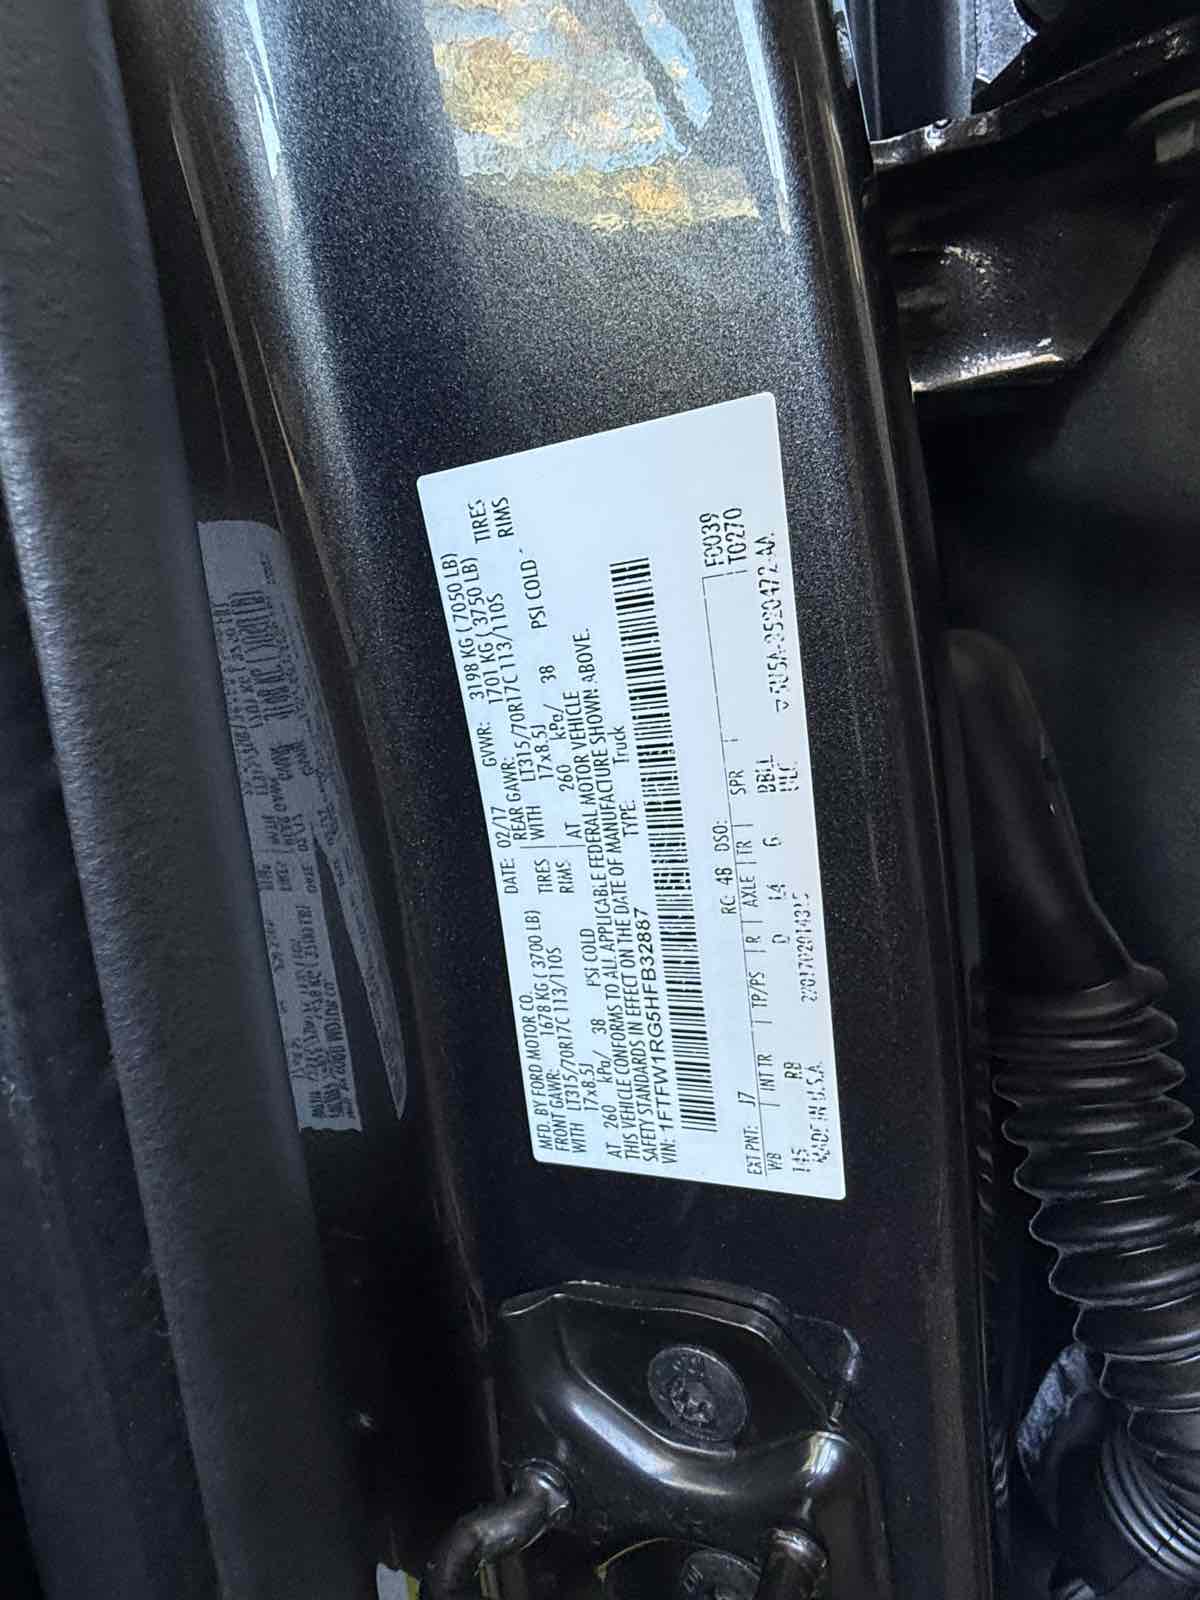 MFD. BY FORD MOTOR CO.
DATE: 02/17 GVWR: 3198 KG ( 7050 LB)
FRONT GAWR: 1678 KG ( 3700 LB) REAR GAWR: 1701 KG ( 3750 LB)
WITH LT315/70R17C 113/110S TIRES WITH LT315/70R17C 113/110S TIRES
17x8.5J RIMS 17x8.5J RIMS
AT 260 kPa/ 38 PSI COLD AT 260 kPa/ 38 PSI COLD
THIS VEHICLE CONFORMS TO ALL APPLICABLE FEDERAL MOTOR VEHICLE
SAFETY STANDARDS IN EFFECT ON THE DATE OF MANUFACTURE SHOWN ABOVE.
VIN: 1FTFW1RG5HFB32887 TYPE: Truck
F0039
T0270
EXT PNT: J7 RC: 48 DSO:
WB INT TR TP/PS R AXLE TR SPR
145 RB D L4 6
MADE IN U.S.A.